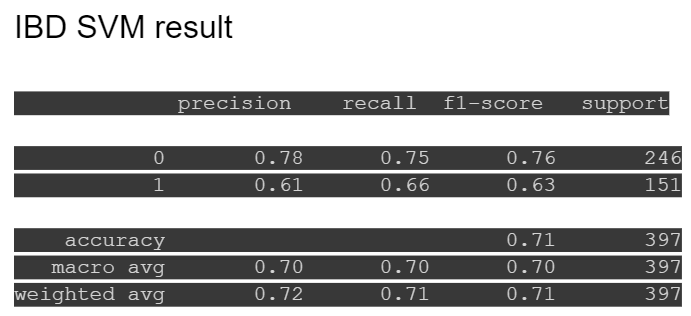 IBD SVM result
precision recall f1-score support
0 0.78 0.75 0.76 246
1 0.61 0.66 0.63 151
accuracy 0.71 397
macro avg 0.70 0.70 0.70 397
weighted avg 0.72 0.71 0.71 397